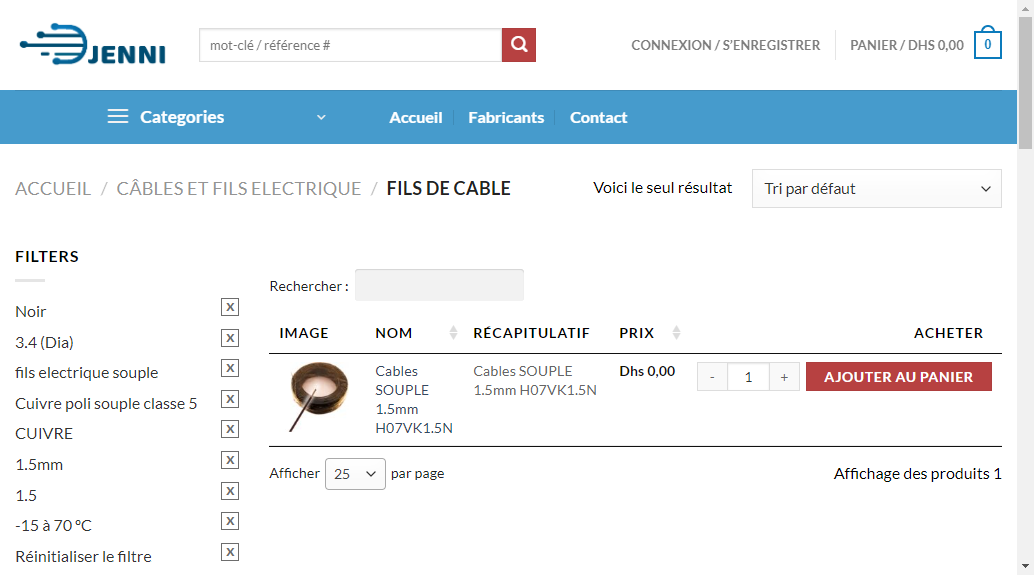 JENNI
mot-clé / référence #
CONNEXION / S'ENREGISTRER
PANIER / DHS 0,00
0
Categories
Accueil
Fabricants
Contact
ACCUEIL / CÂBLES ET FILS ELECTRIQUE / FILS DE CABLE
Voici le seul résultat
Tri par défaut
FILTERS
Noir X
3.4 (Dia) X
fils electrique souple X
Cuivre poli souple classe 5 X
CUIVRE X
1.5mm X
1.5 X
-15 à 70 °C X
Réinitialiser le filtre X
Rechercher :
IMAGE NOM RÉCAPITULATIF PRIX ACHETER
Cables
SOUPLE
1.5mm
H07VK1.5N
Cables SOUPLE
1.5mm H07VK1.5N
Dhs 0,00
- 1 +
AJOUTER AU PANIER
Afficher 25 par page
Affichage des produits 1